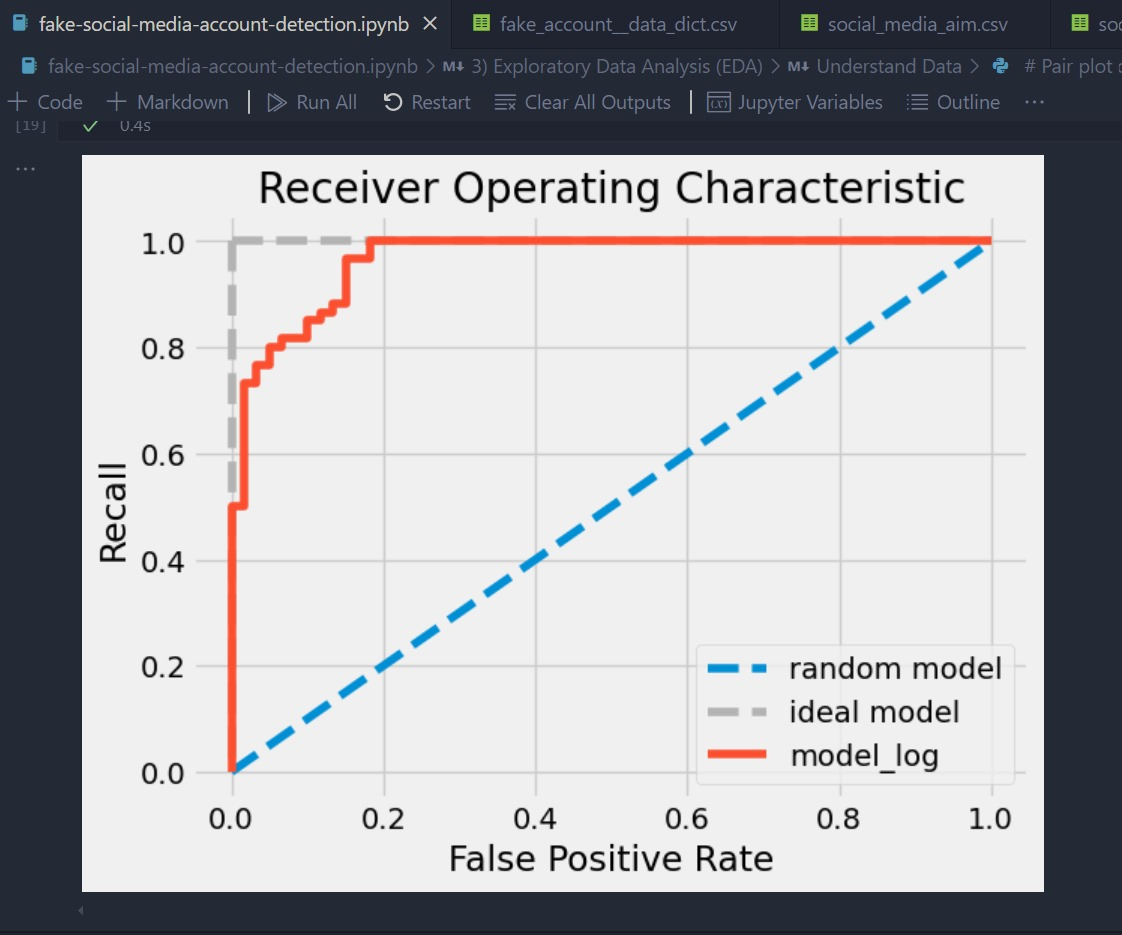 fake-social-media-account-detection.ipynb fake_account__data_dict.csv social_media_aim.csv soc
fake-social-media-account-detection.ipynb > M↓ 3) Exploratory Data Analysis (EDA) > M↓ Understand Data > # Pair plot
+ Code + Markdown | Run All Restart Clear All Outputs | Jupyter Variables Outline ...
[19] 0.4s
Receiver Operating Characteristic
1.0
0.8
0.6
0.4
0.2
0.0
Recall
random model
ideal model
model_log
0.0 0.2 0.4 0.6 0.8 1.0
False Positive Rate